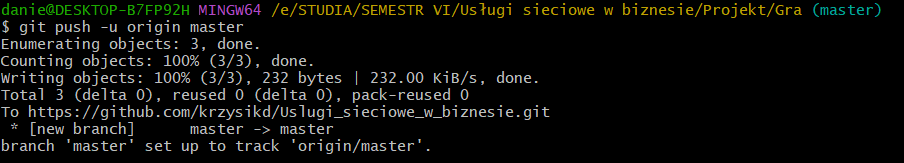 danie@DESKTOP-B7FP92H MINGW64 /e/STUDIA/SEMESTR VI/Usługi sieciowe w biznesie/Projekt/Gra (master)
$ git push -u origin master
Enumerating objects: 3, done.
Counting objects: 100% (3/3), done.
Writing objects: 100% (3/3), 232 bytes | 232.00 KiB/s, done.
Total 3 (delta 0), reused 0 (delta 0), pack-reused 0
To https://github.com/krzysikd/Uslugi_sieciowe_w_biznesie.git
 * [new branch]      master -> master
branch 'master' set up to track 'origin/master'.